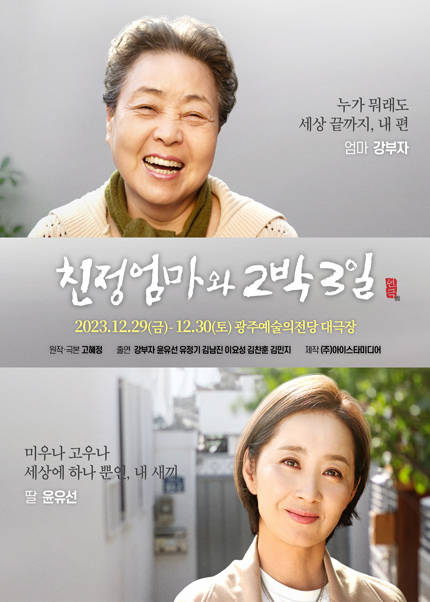 누가 뭐래도
세상 끝까지, 내 편
엄마 강부자
친정엄마와 2박 3일
연극
2023.12.29(금) - 12.30(토) 광주예술의전당 대극장
원작·극본 고혜정 출연 강부자 윤유선 유정기 김남진 이요성 김찬훈 김민지 제작 (주)아이스타미디어
미우나 고우나
세상에 하나 뿐인, 내 새끼
딸 윤유선